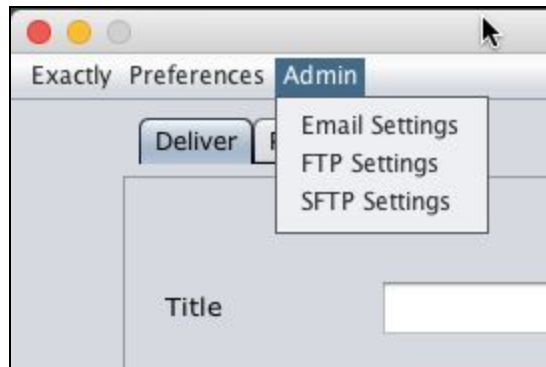 Exactly Preferences Admin
Email Settings
Deliver
FTP Settings
SFTP Settings
Title